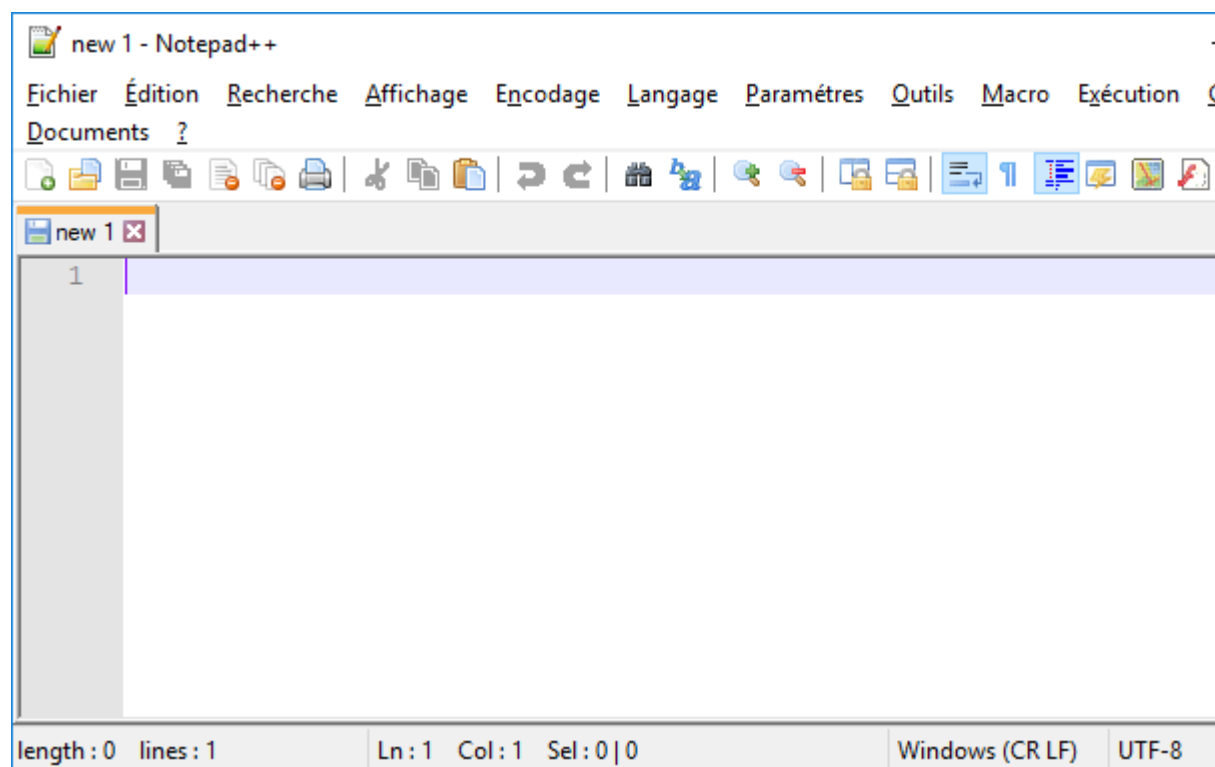 new 1 - Notepad++
Fichier Édition Recherche Affichage Encodage Langage Paramétres Outils Macro Exécution
Documents ?
new 1
1
length : 0 lines : 1 Ln : 1 Col : 1 Sel : 0 | 0 Windows (CR LF) UTF-8